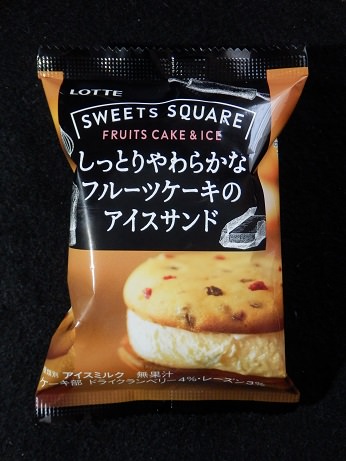 LOTTE
SWEETS SQUARE
FRUITS CAKE & ICE
しっとりやわらかな
フルーツケーキの
アイスサンド
アイスミルク 無果汁
ケーキ部 ドライクランベリー4%・レーズン3%